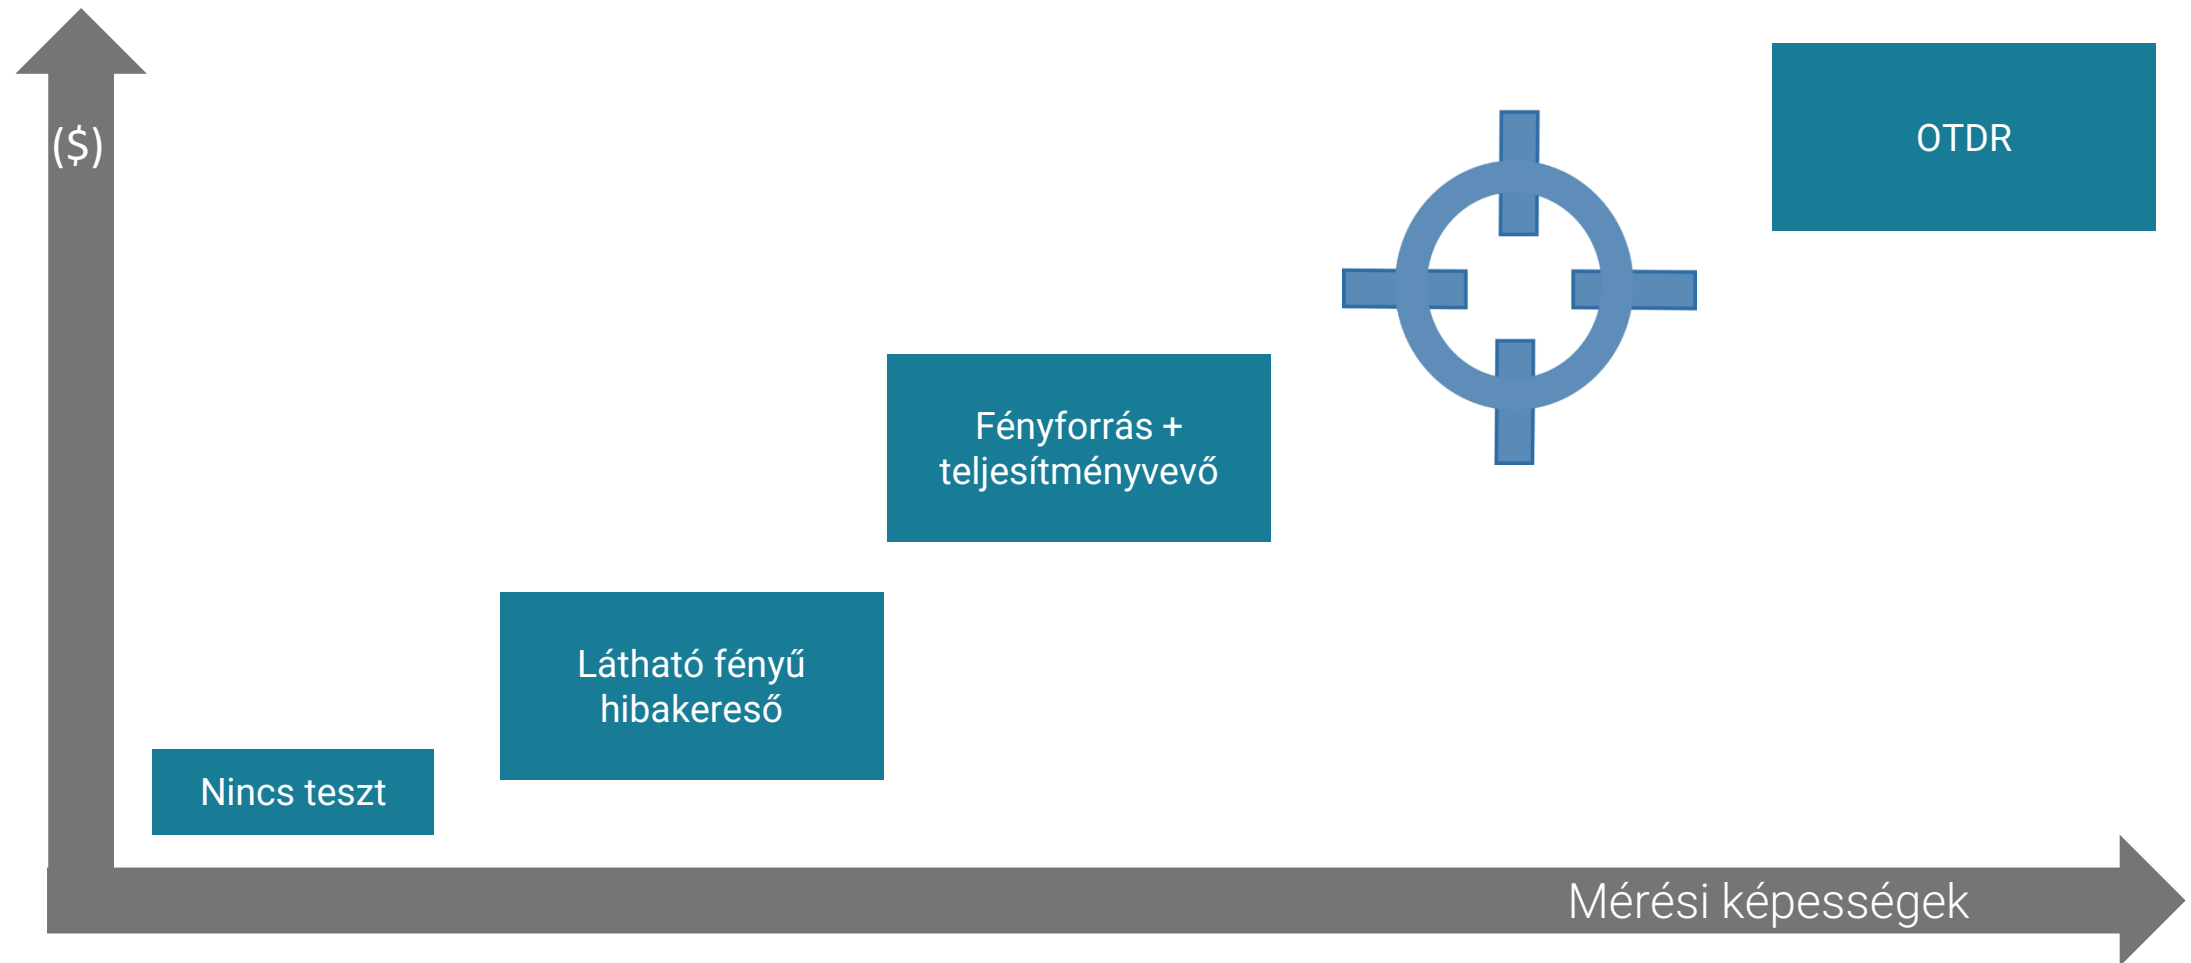 ($)
OTDR
Fényforrás +
teljesítményvevő
Látható fényű
hibakereső
Nincs teszt
Mérési képességek